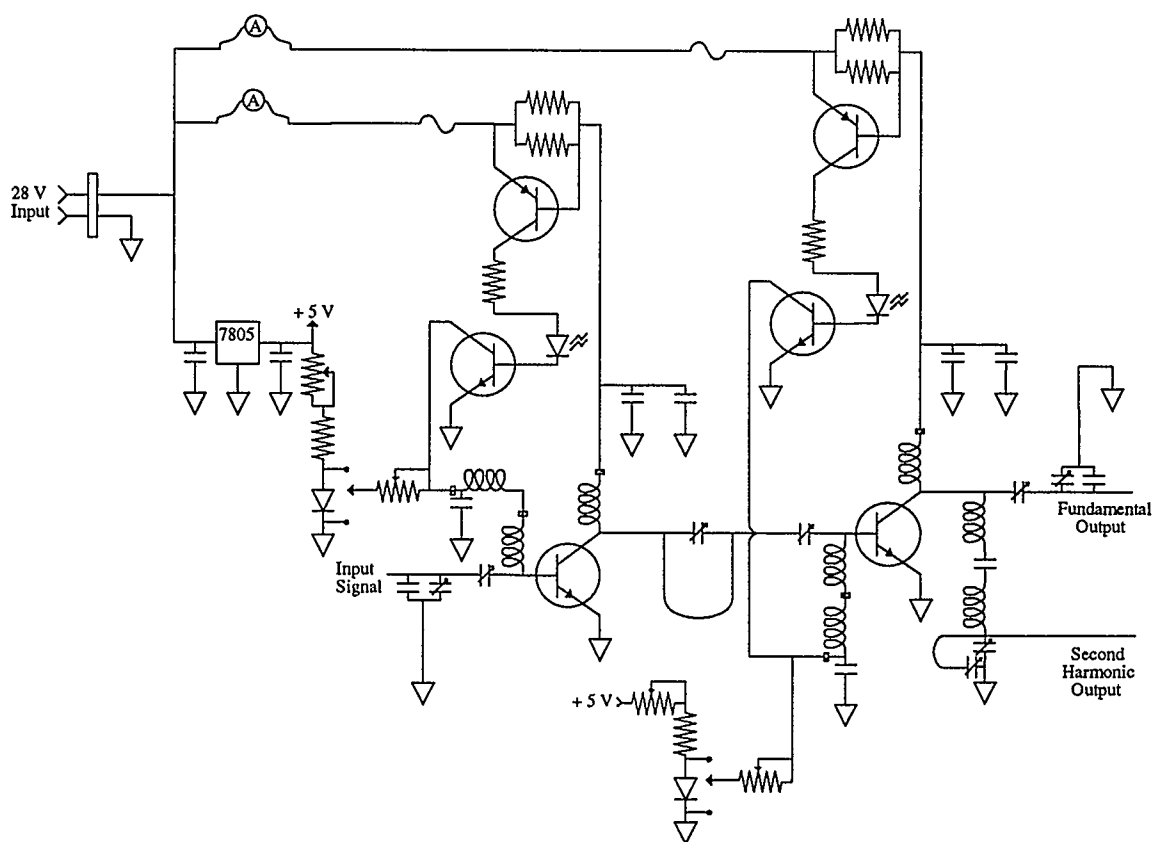 A
A
28 V
Input
+ 5 V
7805
Input
Signal
Fundamental
Output
Second
Harmonic
Output
+ 5 V